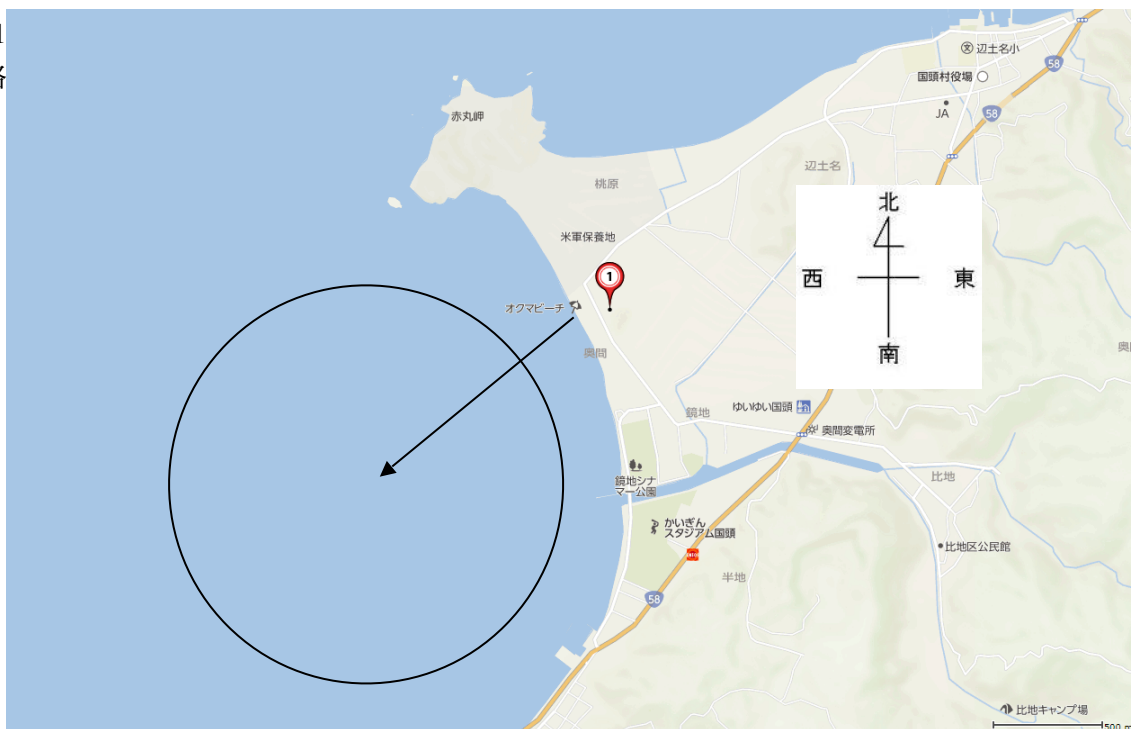 辺土名小
58
国頭村役場
JA
58
赤丸岬
辺土名
桃原
北
西
東
南
米軍保養地
1
オクマビーチ
奥間
ゆいゆい国頭
鏡地
奥間変電所
鏡地シナ
マー公園
比地
かいぎん
スタジアム国頭
比地区公民館
半地
58
比地キャンプ場
500 m